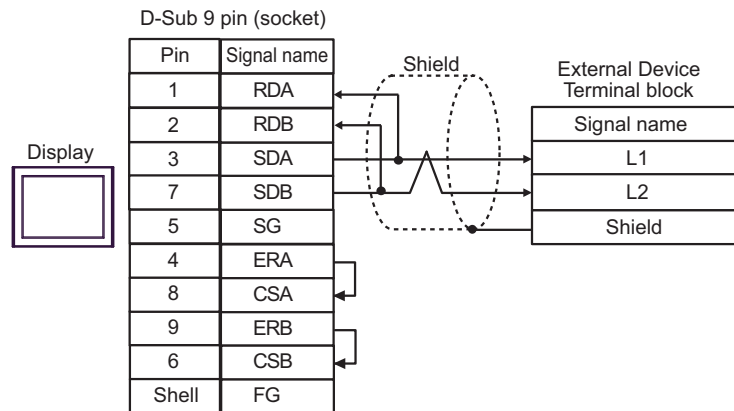 D-Sub 9 pin (socket)
Pin Signal name
1 RDA
2 RDB
3 SDA
7 SDB
5 SG
4 ERA
8 CSA
9 ERB
6 CSB
Shell FG
Display
Shield
External Device
Terminal block
Signal name
L1
L2
Shield